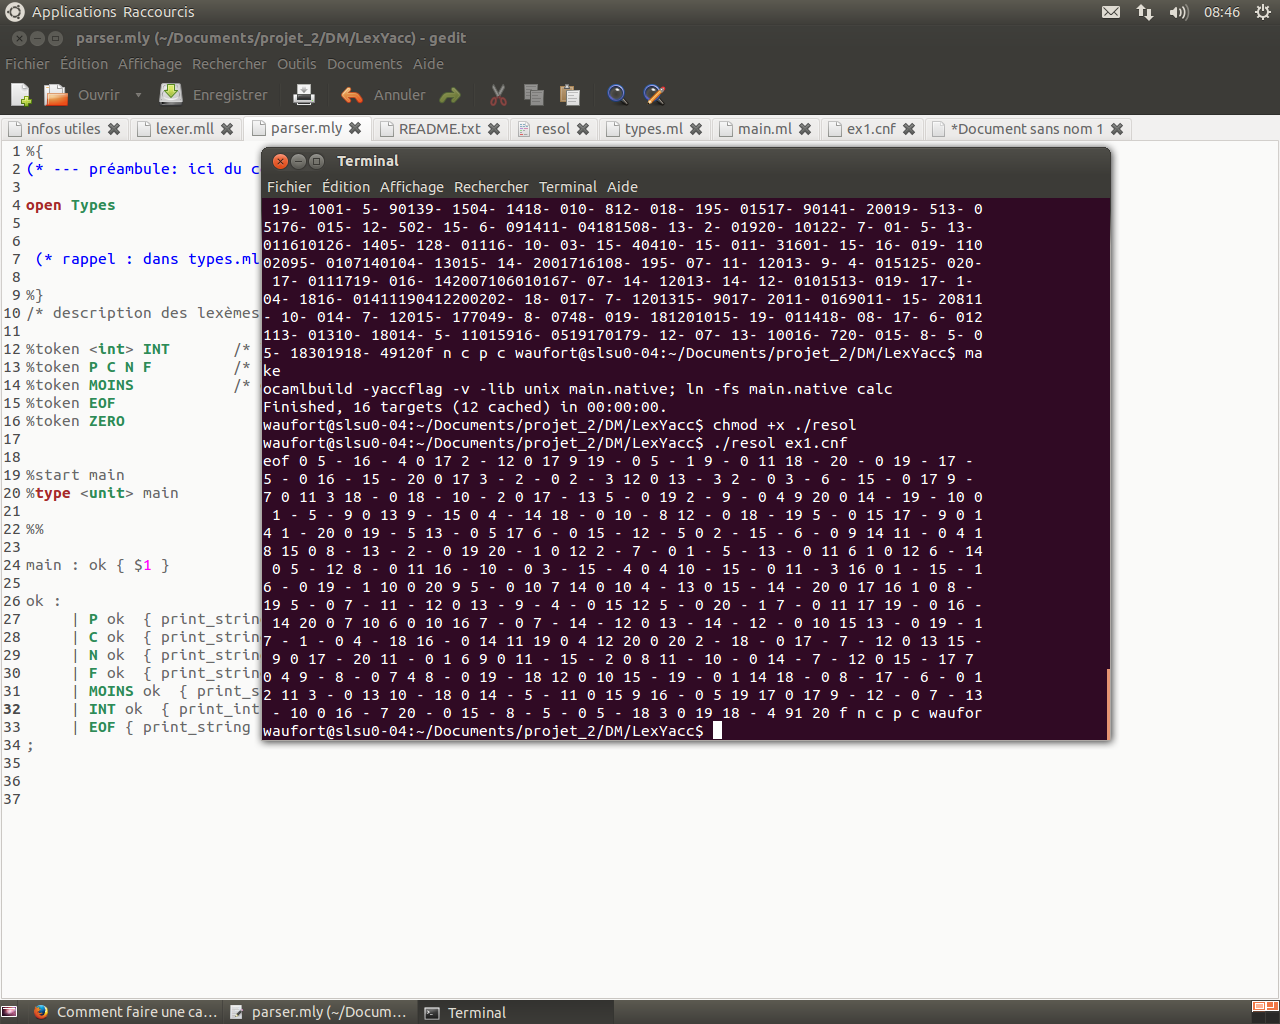 Applications Raccourcis 08:46
parser.mly (~/Documents/projet_2/DM/LexYacc) - gedit
Fichier Édition Affichage Rechercher Outils Documents Aide
Ouvrir Enregistrer Annuler
infos utiles lexer.mll parser.mly README.txt resol types.ml main.ml ex1.cnf *Document sans nom 1
1 %{
2 (* --- préambule: ici du c
3
4 open Types
5
6
7 (* rappel : dans types.ml
8
9 %}
10 /* description des lexèmes
11
12 %token <int> INT /*
13 %token P C N F /*
14 %token MOINS /*
15 %token EOF
16 %token ZERO
17
18
19 %start main
20 %type <unit> main
21
22 %%
23
24 main : ok { $1 }
25
26 ok :
27 | P ok { print_string
28 | C ok { print_string
29 | N ok { print_string
30 | F ok { print_string
31 | MOINS ok { print_s
32 | INT ok { print_int
33 | EOF { print_string
34 ;
35
36
37
Terminal
Fichier Édition Affichage Rechercher Terminal Aide
19- 1001- 5- 90139- 1504- 1418- 010- 812- 018- 195- 01517- 90141- 20019- 513- 0
5176- 015- 12- 502- 15- 6- 091411- 04181508- 13- 2- 01920- 10122- 7- 01- 5- 13-
011610126- 1405- 128- 01116- 10- 03- 15- 40410- 15- 011- 31601- 15- 16- 019- 110
02095- 0107140104- 13015- 14- 2001716108- 195- 07- 11- 12013- 9- 4- 015125- 020-
17- 0111719- 016- 142007106010167- 07- 14- 12013- 14- 12- 0101513- 019- 17- 1-
04- 1816- 01411190412200202- 18- 017- 7- 1201315- 9017- 2011- 0169011- 15- 20811
- 10- 014- 7- 12015- 177049- 8- 0748- 019- 181201015- 19- 011418- 08- 17- 6- 012
113- 01310- 18014- 5- 11015916- 0519170179- 12- 07- 13- 10016- 720- 015- 8- 5- 0
5- 18301918- 49120f n c p c waufort@slsu0-04:~/Documents/projet_2/DM/LexYacc$ ma
ke
ocamlbuild -yaccflag -v -lib unix main.native; ln -fs main.native calc
Finished, 16 targets (12 cached) in 00:00:00.
waufort@slsu0-04:~/Documents/projet_2/DM/LexYacc$ chmod +x ./resol
waufort@slsu0-04:~/Documents/projet_2/DM/LexYacc$ ./resol ex1.cnf
eof 0 5 - 16 - 4 0 17 2 - 12 0 17 9 19 - 0 5 - 1 9 - 0 11 18 - 20 - 0 19 - 17 -
5 - 0 16 - 15 - 20 0 17 3 - 2 - 0 2 - 3 12 0 13 - 3 2 - 0 3 - 6 - 15 - 0 17 9 -
7 0 11 3 18 - 0 18 - 10 - 2 0 17 - 13 5 - 0 19 2 - 9 - 0 4 9 20 0 14 - 19 - 10 0
1 - 5 - 9 0 13 9 - 15 0 4 - 14 18 - 0 10 - 8 12 - 0 18 - 19 5 - 0 15 17 - 9 0 1
4 1 - 20 0 19 - 5 13 - 0 5 17 6 - 0 15 - 12 - 5 0 2 - 15 - 6 - 0 9 14 11 - 0 4 1
8 15 0 8 - 13 - 2 - 0 19 20 - 1 0 12 2 - 7 - 0 1 - 5 - 13 - 0 11 6 1 0 12 6 - 14
0 5 - 12 8 - 0 11 16 - 10 - 0 3 - 15 - 4 0 4 10 - 15 - 0 11 - 3 16 0 1 - 15 - 1
6 - 0 19 - 1 10 0 20 9 5 - 0 10 7 14 0 10 4 - 13 0 15 - 14 - 20 0 17 16 1 0 8 -
19 5 - 0 7 - 11 - 12 0 13 - 9 - 4 - 0 15 12 5 - 0 20 - 1 7 - 0 11 17 19 - 0 16 -
14 20 0 7 10 6 0 10 16 7 - 0 7 - 14 - 12 0 13 - 14 - 12 - 0 10 15 13 - 0 19 - 1
7 - 1 - 0 4 - 18 16 - 0 14 11 19 0 4 12 20 0 20 2 - 18 - 0 17 - 7 - 12 0 13 15 -
9 0 17 - 20 11 - 0 1 6 9 0 11 - 15 - 2 0 8 11 - 10 - 0 14 - 7 - 12 0 15 - 17 7
0 4 9 - 8 - 0 7 4 8 - 0 19 - 18 12 0 10 15 - 19 - 0 1 14 18 - 0 8 - 17 - 6 - 0 1
2 11 3 - 0 13 10 - 18 0 14 - 5 - 11 0 15 9 16 - 0 5 19 17 0 17 9 - 12 - 0 7 - 13
- 10 0 16 - 7 20 - 0 15 - 8 - 5 - 0 5 - 18 3 0 19 18 - 4 91 20 f n c p c waufor
waufort@slsu0-04:~/Documents/projet_2/DM/LexYacc$
Comment faire une ca... parser.mly (~/Docum... Terminal